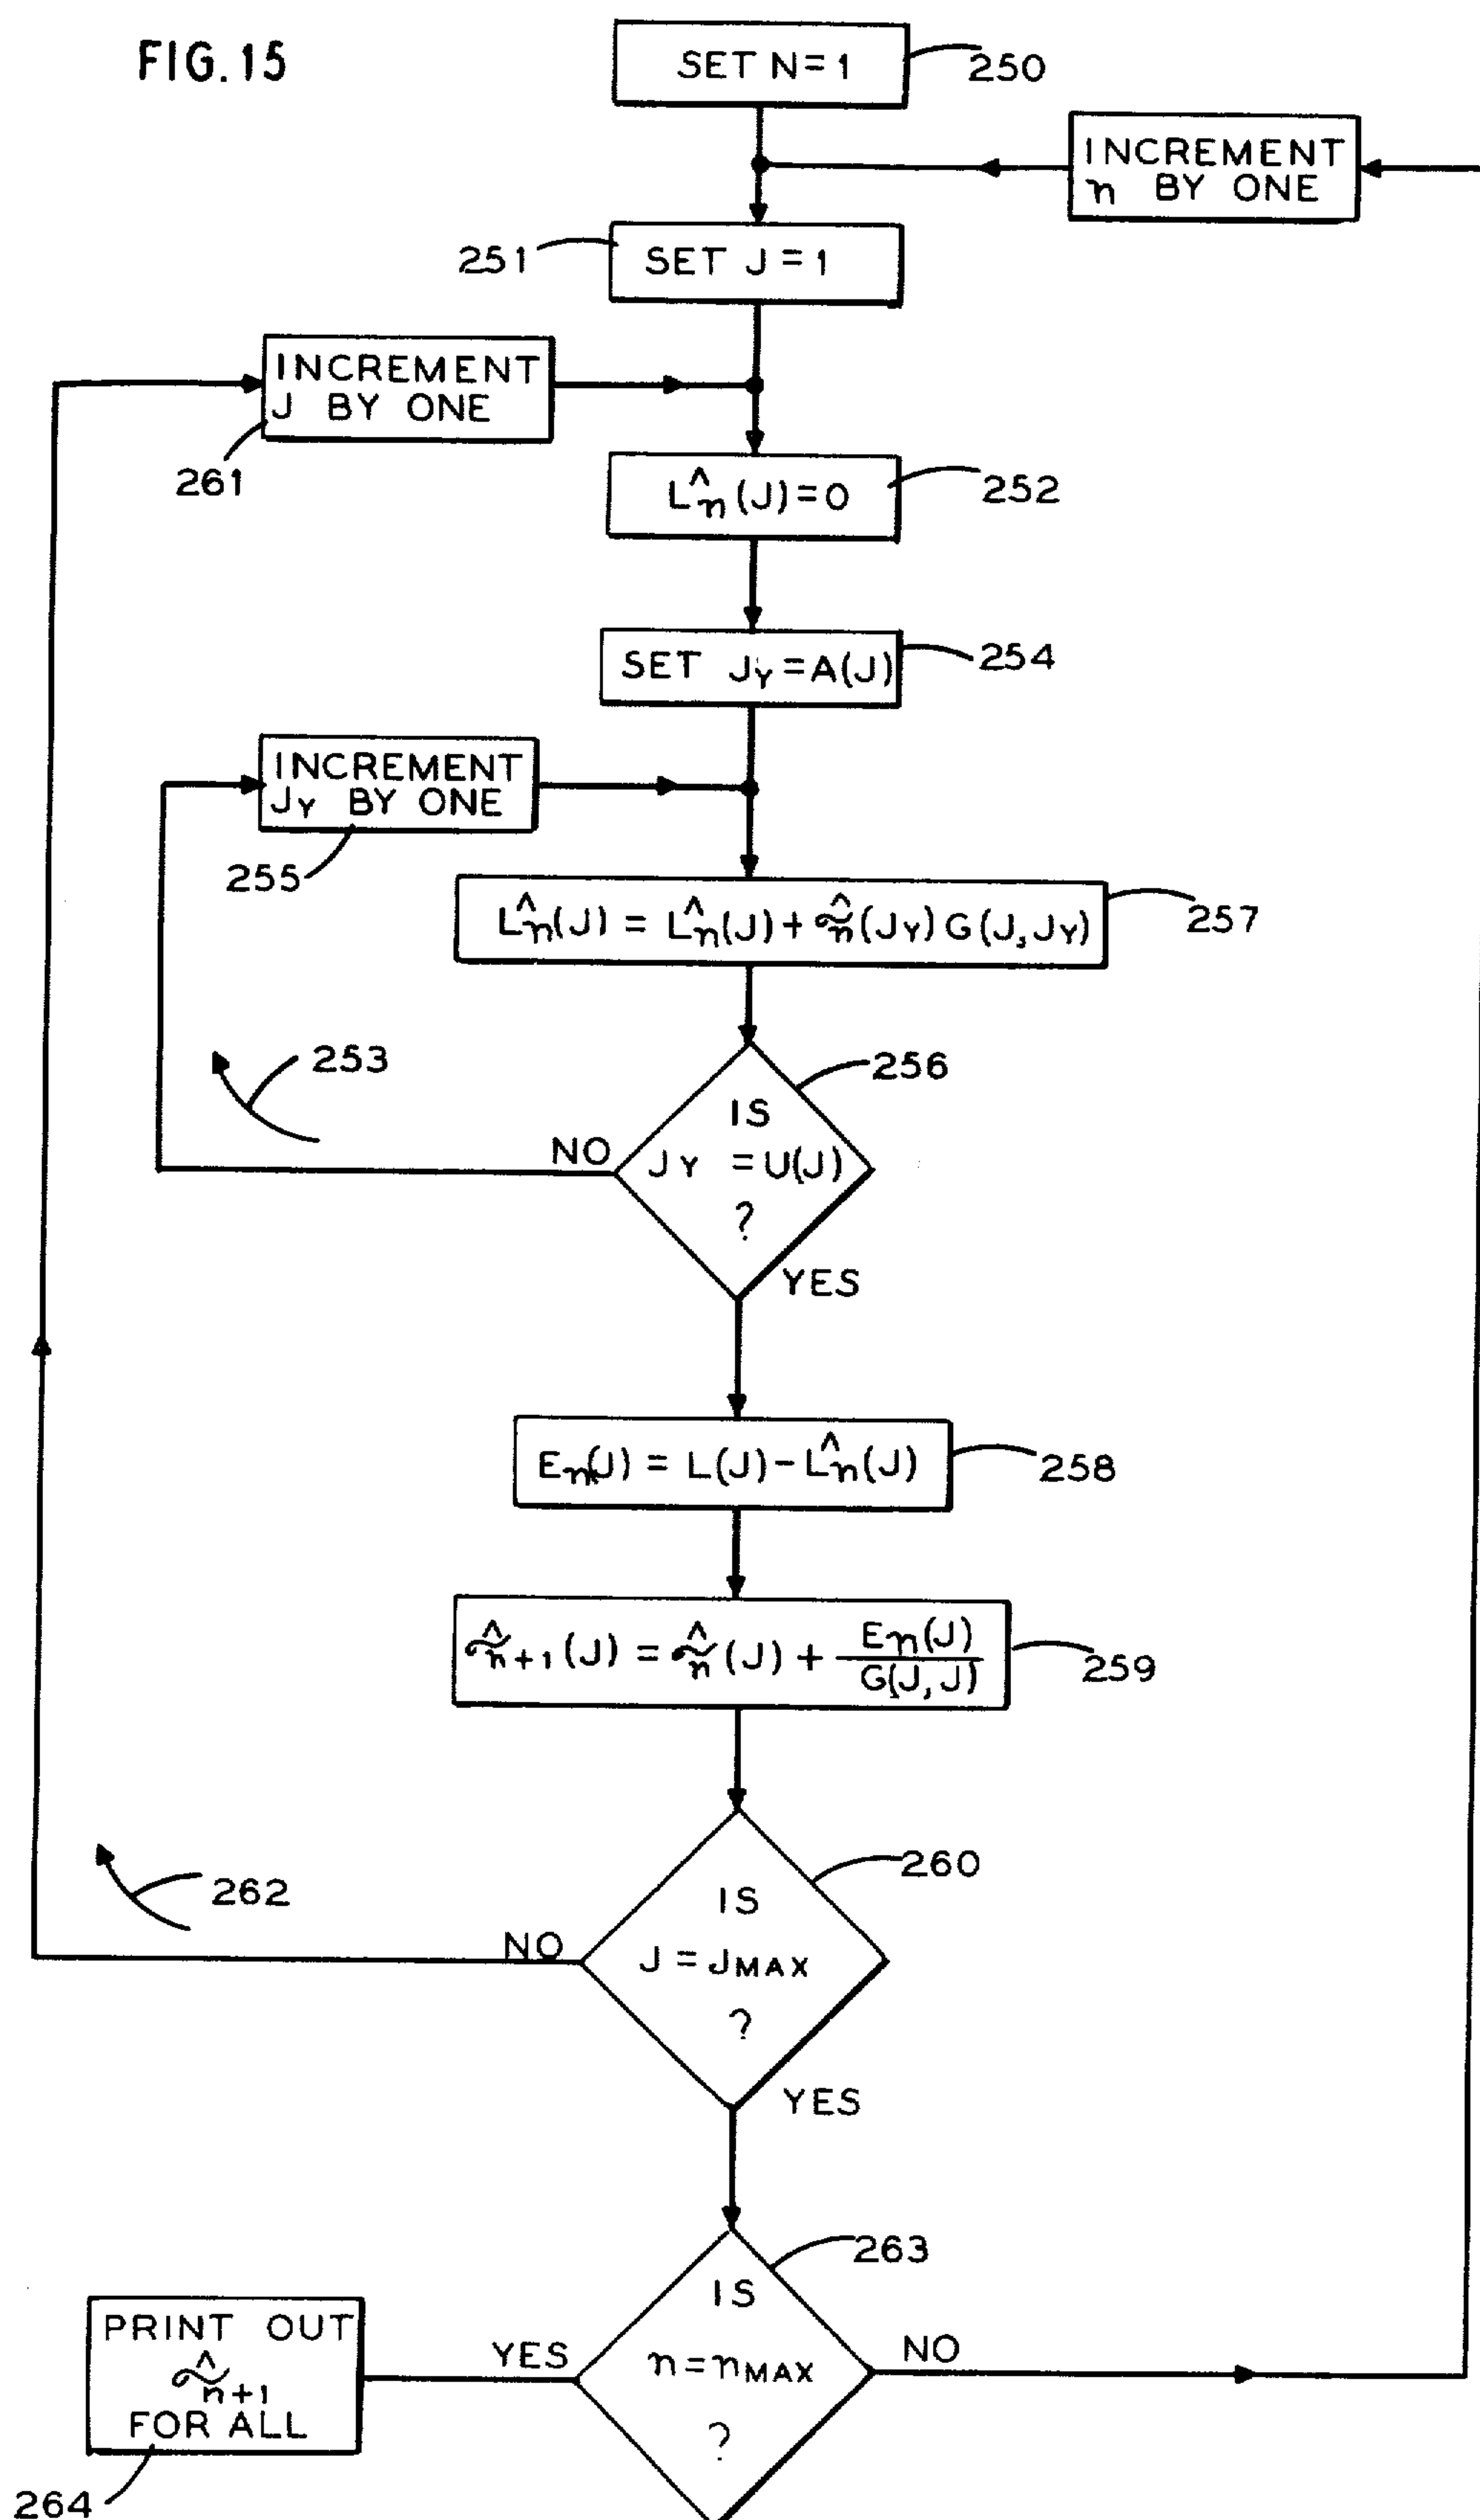 FIG. 15
SET N = 1
250
INCREMENT
n BY ONE
251
SET J = 1
INCREMENT
J BY ONE
261
L̂n(J) = 0
252
SET JY = A(J)
254
INCREMENT
JY BY ONE
255
L̂n(J) = L̂n(J) + σ̂n(JY) G(J, JY)
257
253
256
IS
JY = U(J)
?
NO
YES
En(J) = L(J) - L̂n(J)
258
σ̂n+1(J) = σ̂n(J) + En(J)
G(J, J)
259
260
262
IS
J = JMAX
?
NO
YES
263
IS
n = nMAX
?
YES
NO
PRINT OUT
σ̂n+1
FOR ALL
264